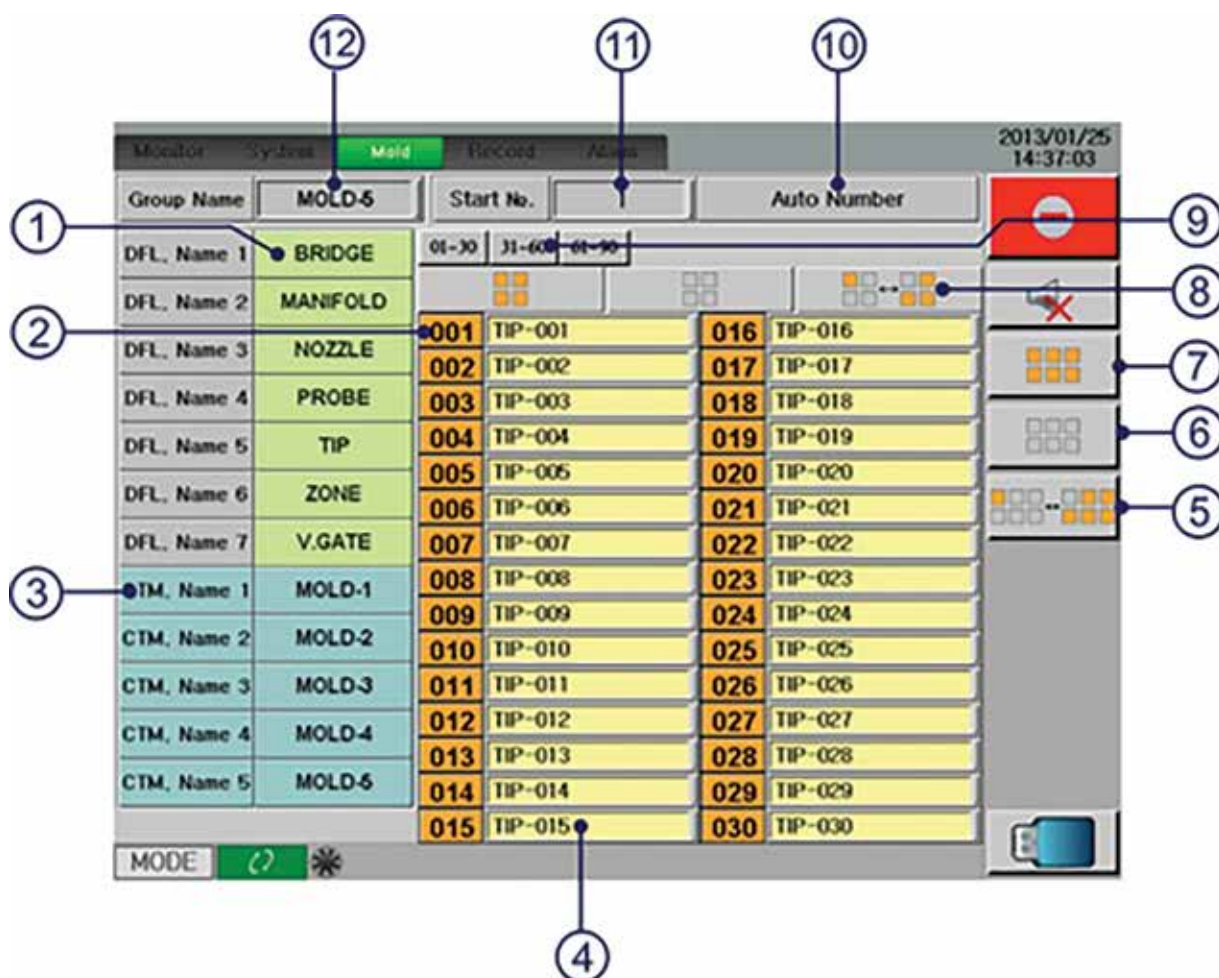 12 11 10
2013/01/25
14:37:03
Monitor System Mold Record Alarm
Group Name MOLD-5 Start No. Auto Number
1 DFL, Name 1 BRIDGE 01-30 31-60 61-90 9
DFL, Name 2 MANIFOLD 8
2 001 TIP-001 016 TIP-016
DFL, Name 3 NOZZLE 002 TIP-002 017 TIP-017 7
DFL, Name 4 PROBE 003 TIP-003 018 TIP-018
DFL, Name 5 TIP 004 TIP-004 019 TIP-019 6
005 TIP-005 020 TIP-020
DFL, Name 6 ZONE 006 TIP-006 021 TIP-021 5
DFL, Name 7 V.GATE 007 TIP-007 022 TIP-022
3 CTM, Name 1 MOLD-1 008 TIP-008 023 TIP-023
009 TIP-009 024 TIP-024
CTM, Name 2 MOLD-2 010 TIP-010 025 TIP-025
CTM, Name 3 MOLD-3 011 TIP-011 026 TIP-026
CTM, Name 4 MOLD-4 012 TIP-012 027 TIP-027
013 TIP-013 028 TIP-028
CTM, Name 5 MOLD-5 014 TIP-014 029 TIP-029
015 TIP-015 030 TIP-030
MODE
4